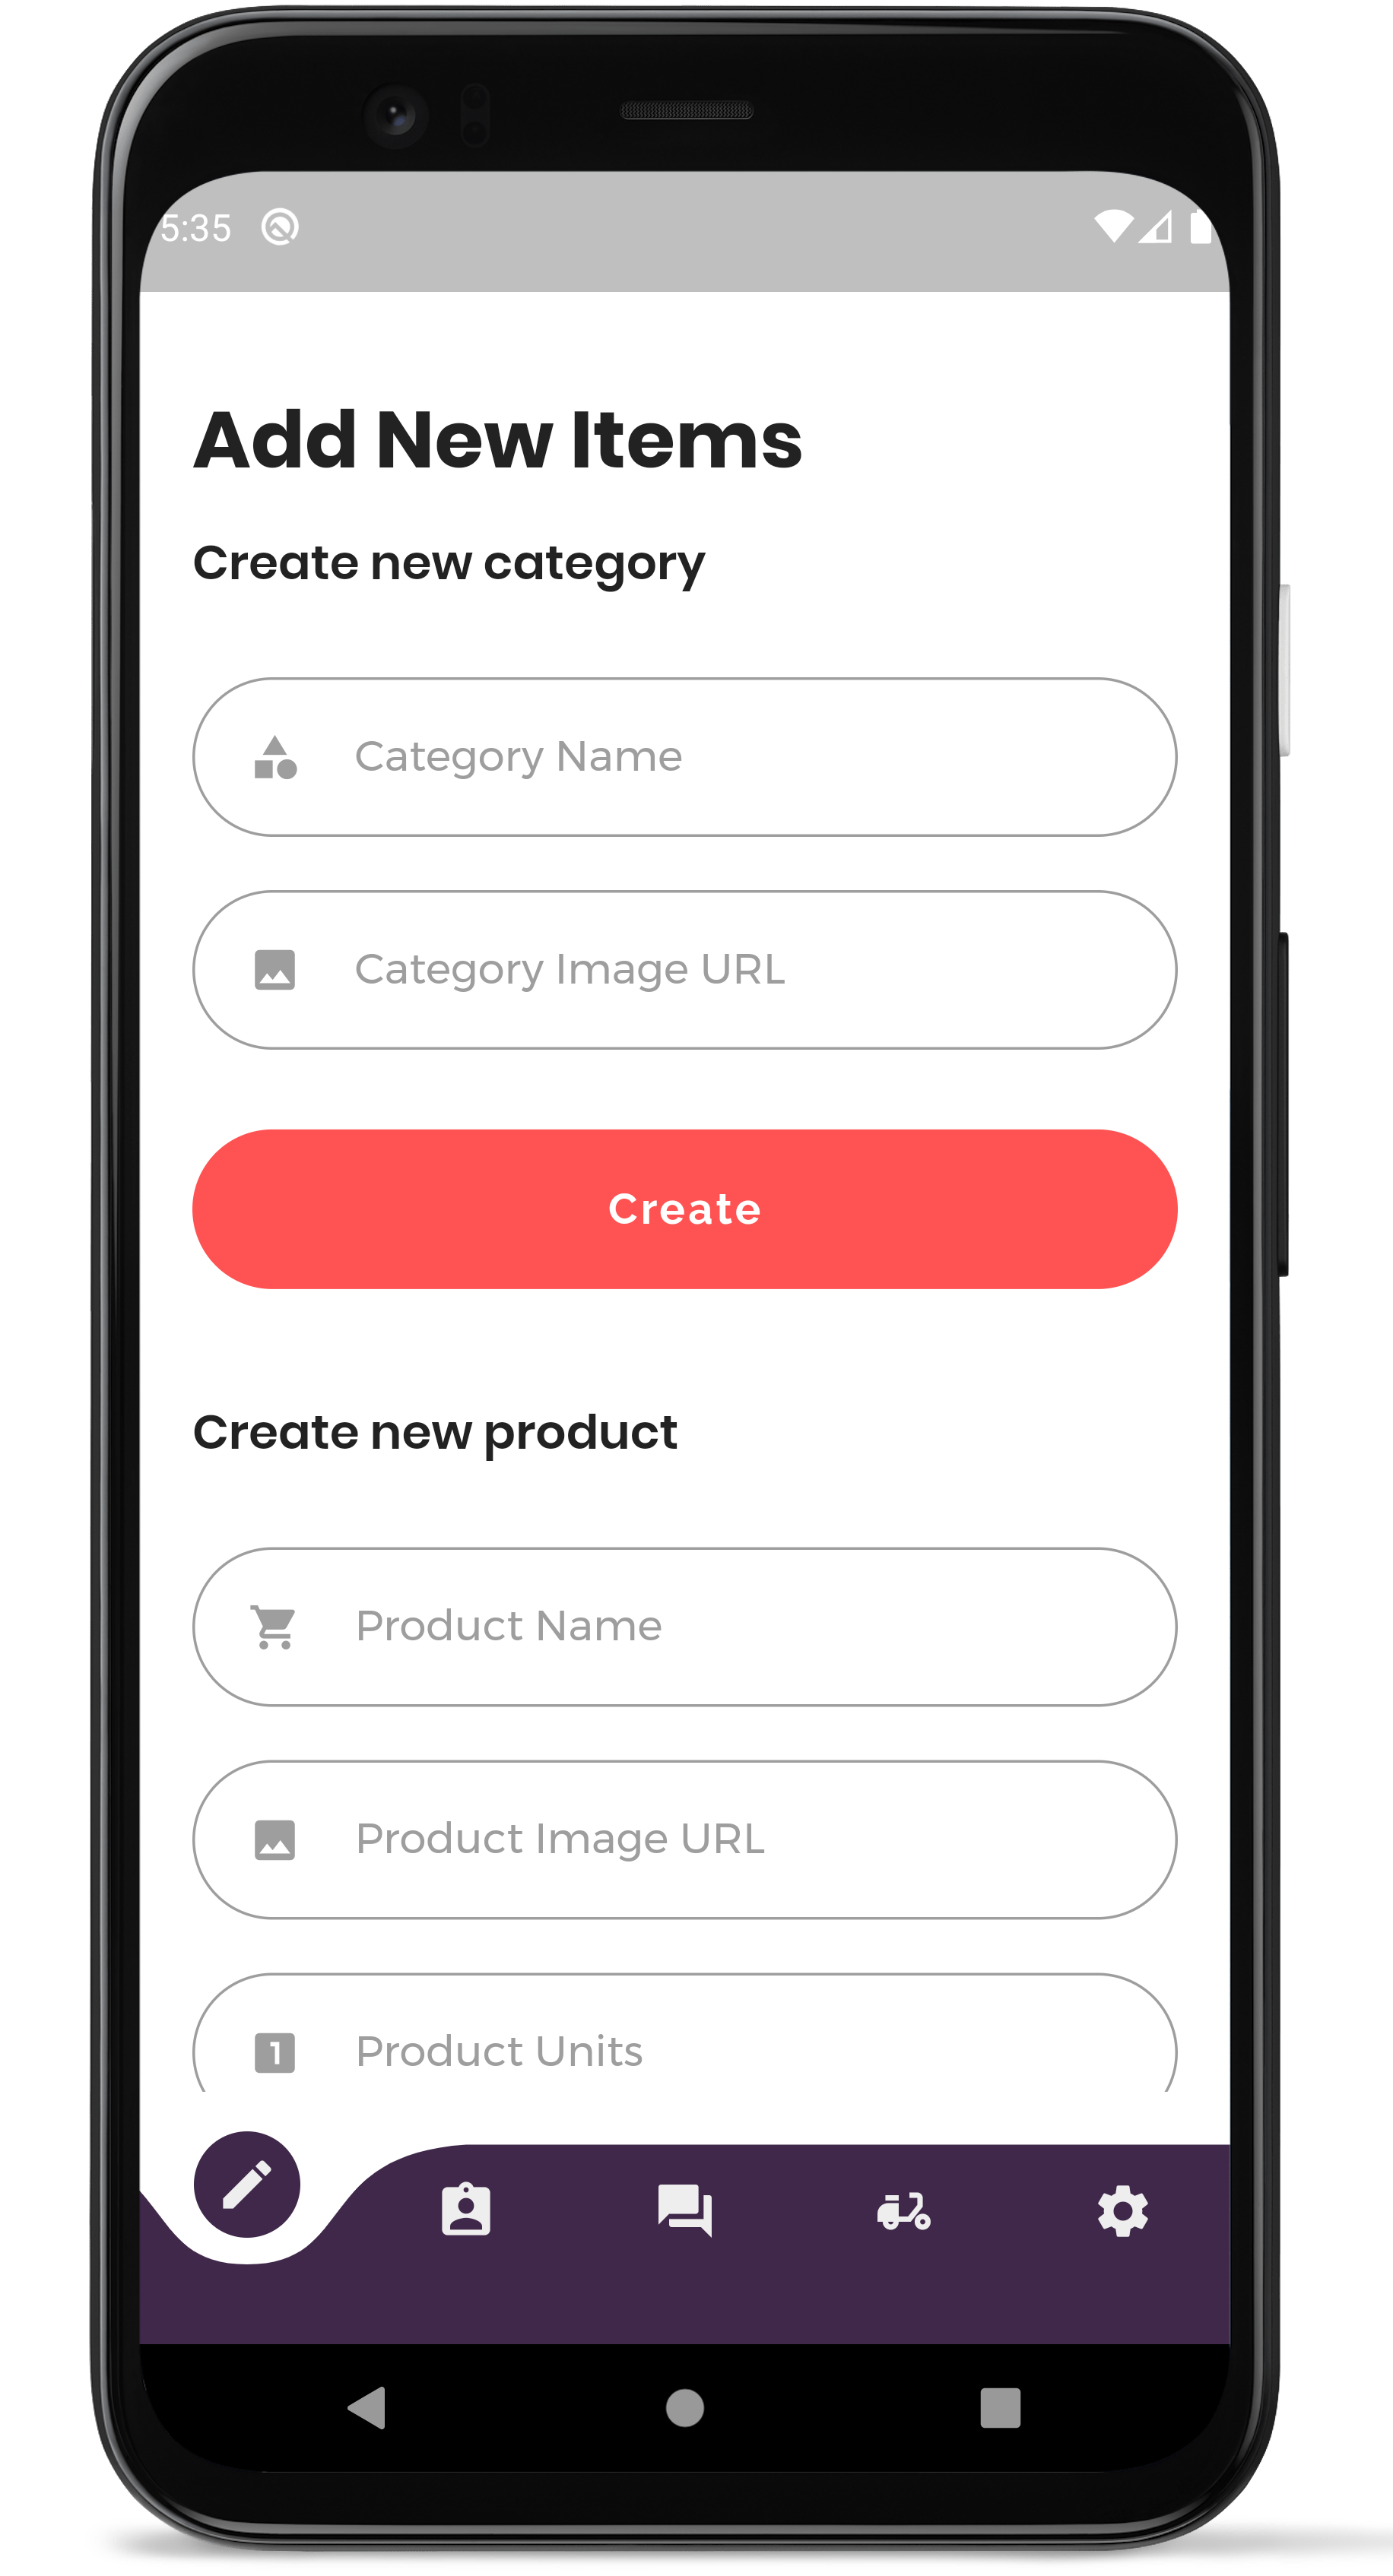 5:35
Add New Items
Create new category
Category Name
Category Image URL
Create
Create new product
Product Name
Product Image URL
1
Product Units